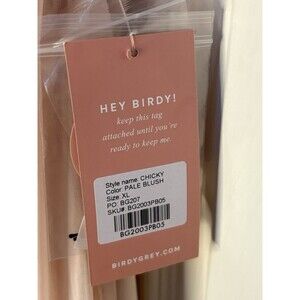 HEY BIRDY!
keep this tag
attached until you're
ready to keep me.
Style name: CHICKY
Color: PALE BLUSH
Size: XL
PO: BG207
SKU#: BG2003PB05
BG2003PB05
BIRDYGREY.COM